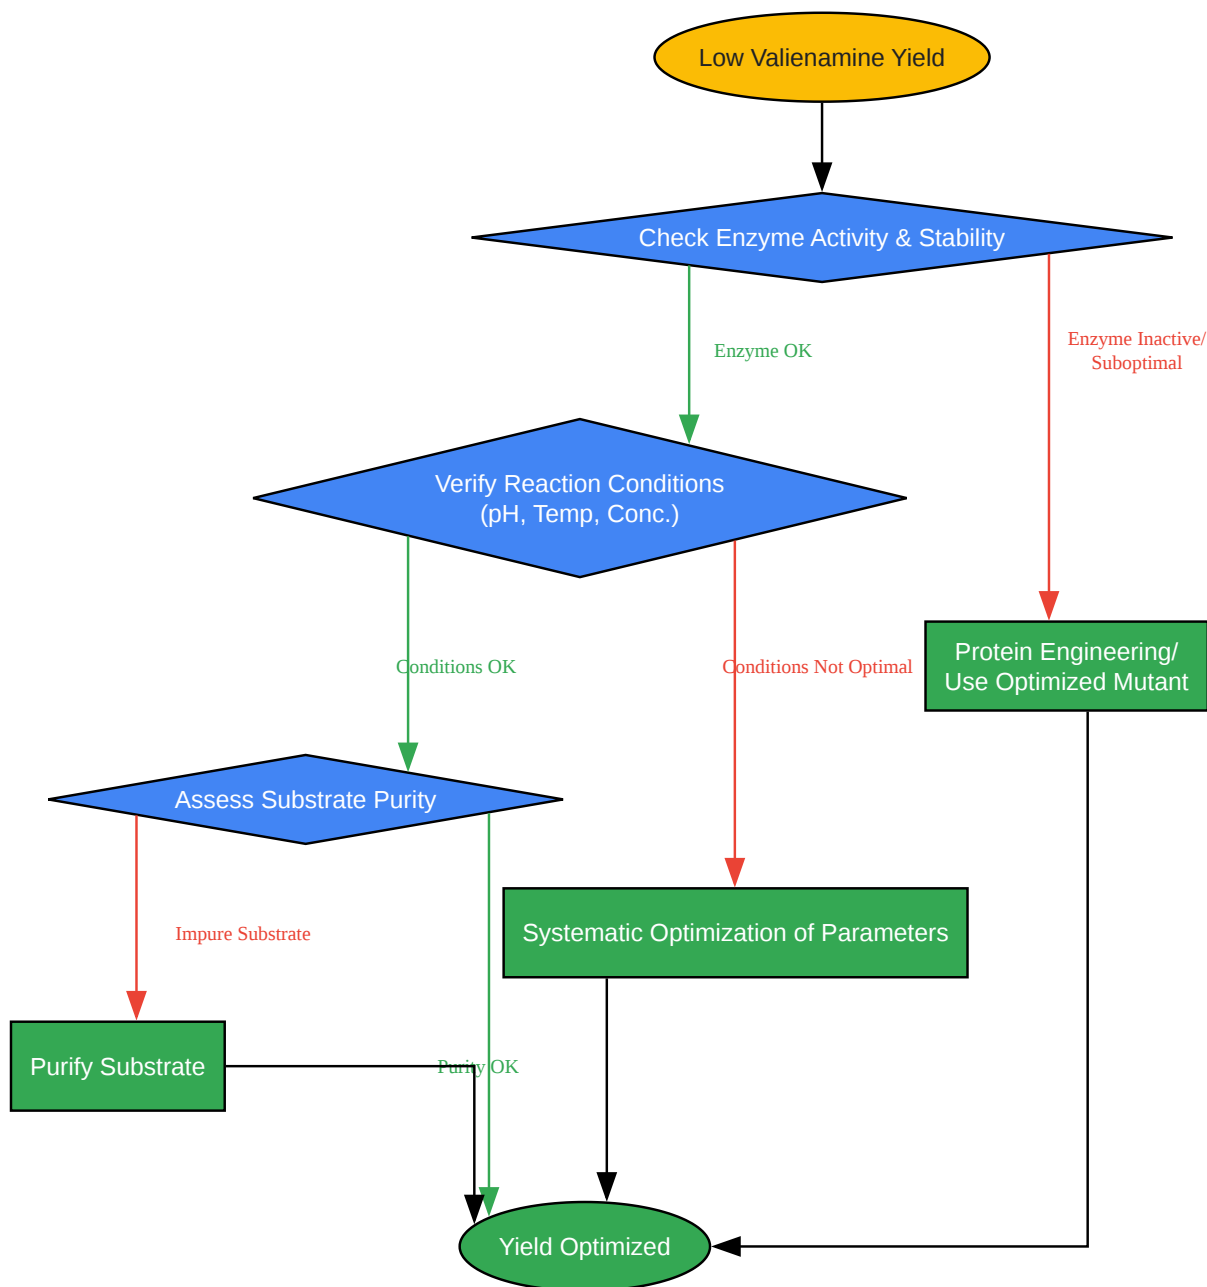 Low Valienamine Yield
Check Enzyme Activity & Stability
Enzyme OK
Enzyme Inactive/
Suboptimal
Verify Reaction Conditions
(pH, Temp, Conc.)
Conditions OK
Conditions Not Optimal
Protein Engineering/
Use Optimized Mutant
Assess Substrate Purity
Impure Substrate
Systematic Optimization of Parameters
Purify Substrate
Purity OK
Yield Optimized